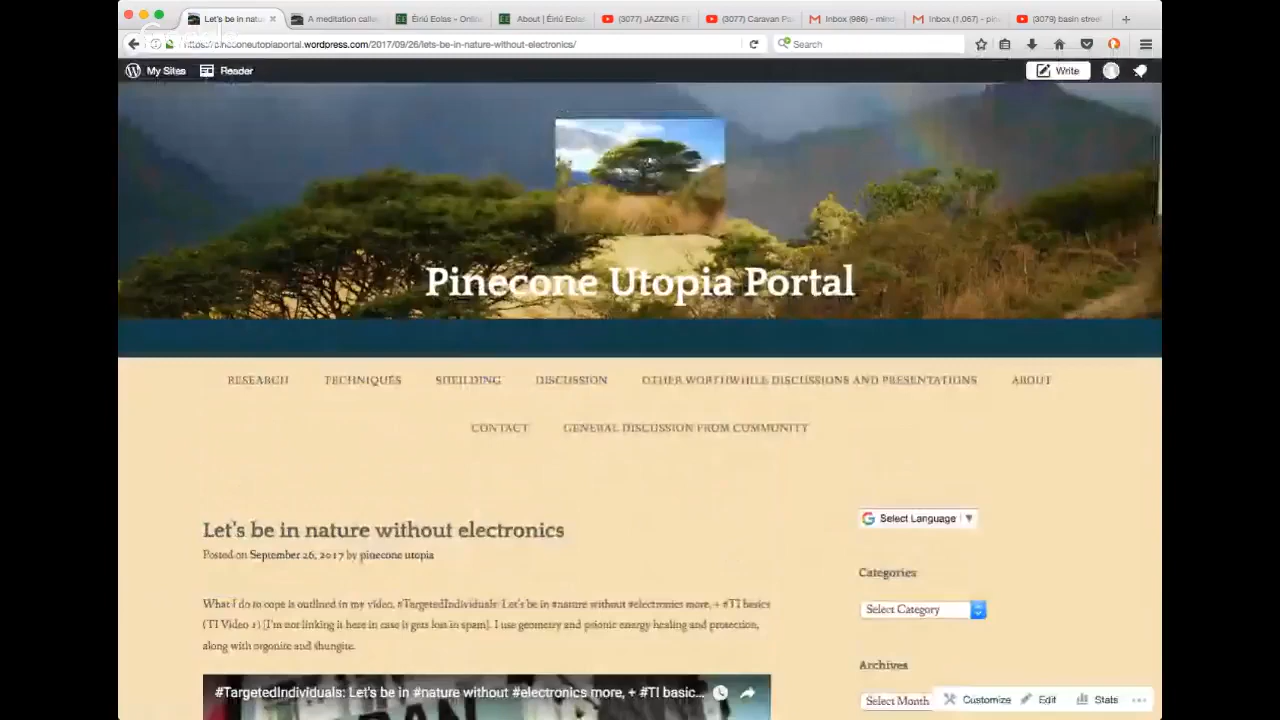 Let's be in natu
A meditation calle
Ériú Eolas – Onlin
About | Ériú Eolas
(3077) JAZZING F
(3077) Caravan Pa
Inbox (986) – mind
Inbox (1,067) – pin
(3079) basin street
pineconeutopiaportal.wordpress.com/2017/09/26/lets-be-in-nature-without-electronics/
Search
My Sites Reader
Write
Pinecone Utopia Portal
RESEARCH TECHNIQUES SHEILDING DISCUSSION OTHER WORTHWHILE DISCUSSIONS AND PRESENTATIONS ABOUT
CONTACT GENERAL DISCUSSION FROM COMMUNITY
Let's be in nature without electronics
Posted on September 26, 2017 by pinecone utopia
What I do to cope is outlined in my video, #TargetedIndividuals: Let's be in #nature without #electronics more, + #TI basics
(TI Video 1) [I'm not linking it here in case it gets lost in spam]. I use geometry and psionic energy healing and protection,
along with orgonite and shungite.
#TargetedIndividuals: Let's be in #nature without #electronics more, + #TI basic...
Select Language
Categories
Select Category
Archives
Select Month
Customize Edit Stats